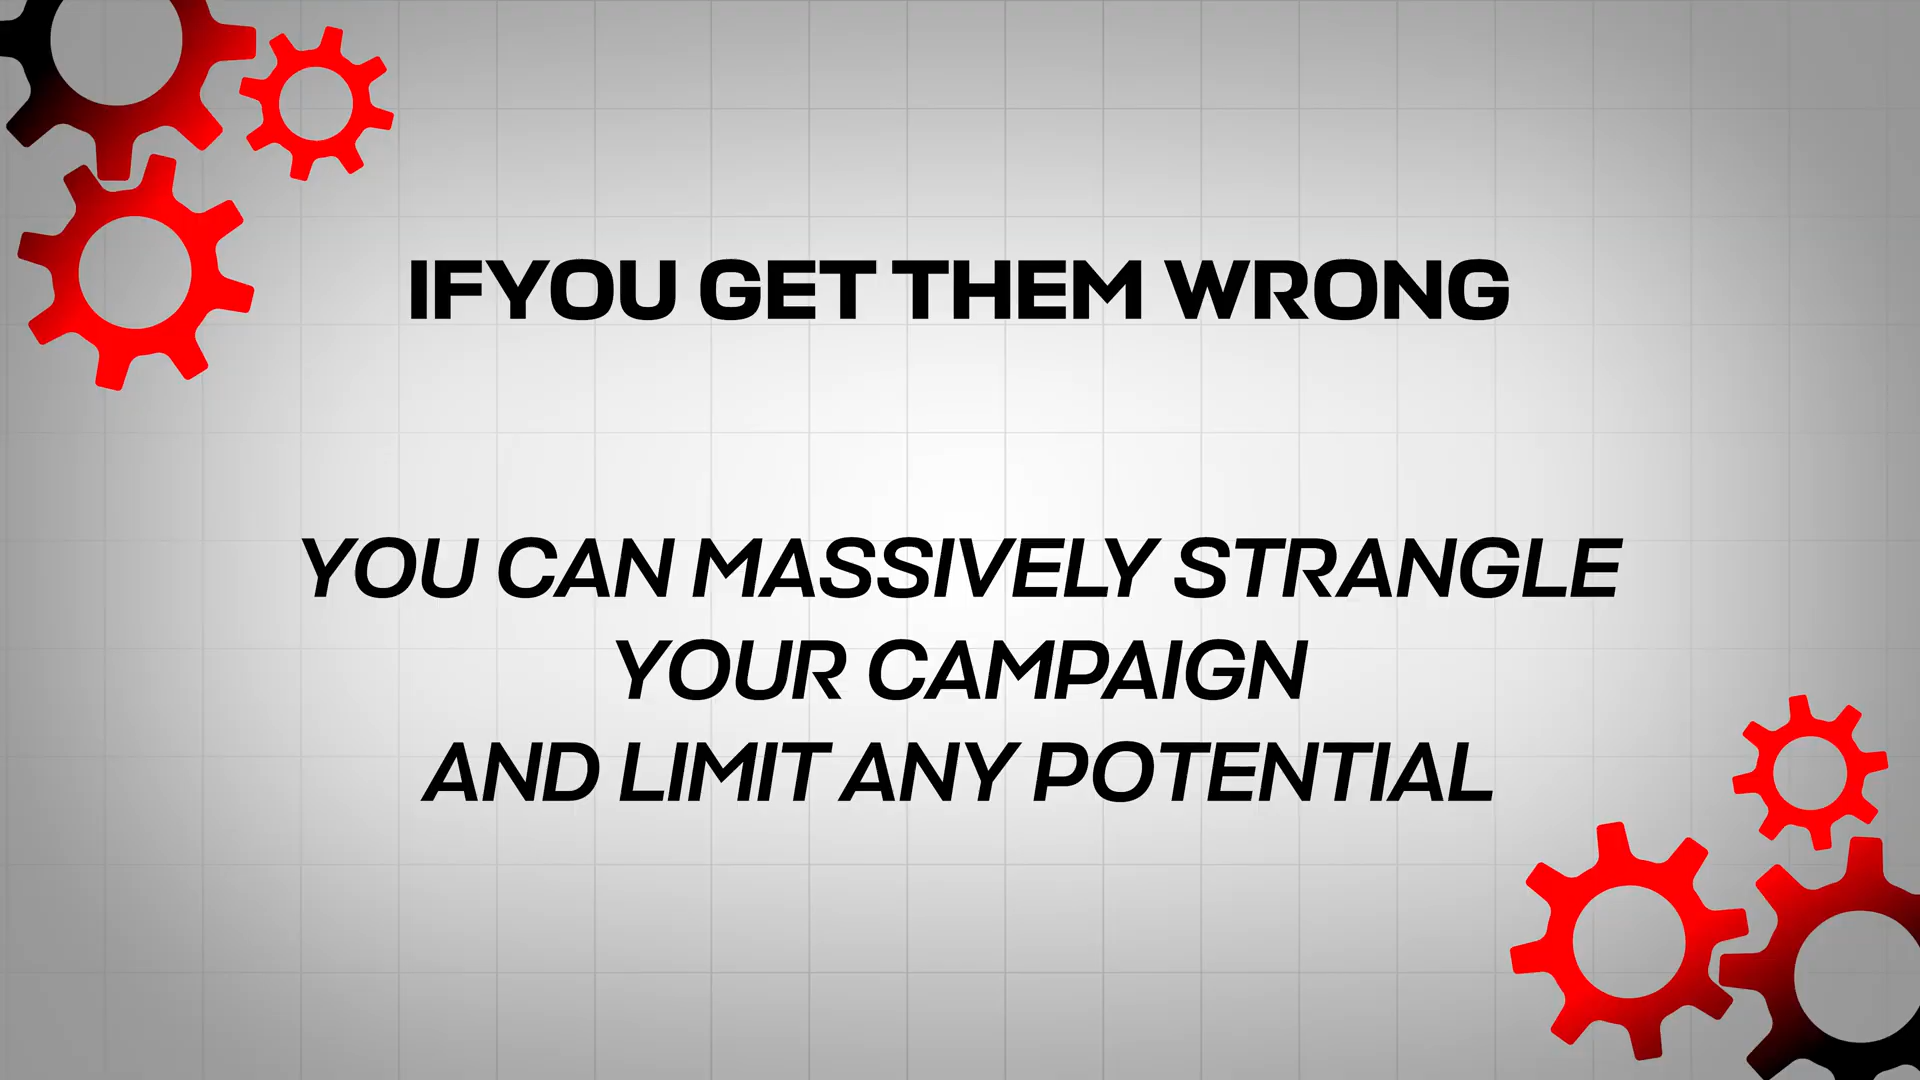 IFYOU GET THEM WRONG
YOU CAN MASSIVELY STRANGLE
YOUR CAMPAIGN
AND LIMIT ANY POTENTIAL